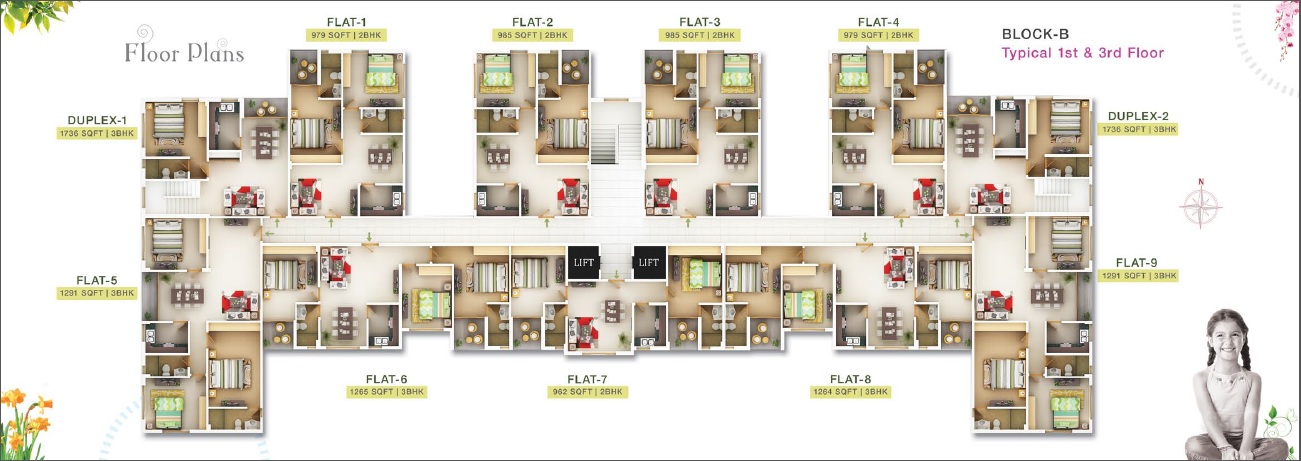 Floor Plans
FLAT-1
979 SQFT | 2BHK
FLAT-2
985 SQFT | 2BHK
FLAT-3
985 SQFT | 2BHK
FLAT-4
979 SQFT | 2BHK
BLOCK-B
Typical 1st & 3rd Floor
DUPLEX-1
1736 SQFT | 3BHK
DUPLEX-2
1736 SQFT | 3BHK
N
LIFT
LIFT
FLAT-5
1291 SQFT | 3BHK
FLAT-9
1291 SQFT | 3BHK
FLAT-6
1265 SQFT | 3BHK
FLAT-7
962 SQFT | 2BHK
FLAT-8
1264 SQFT | 3BHK